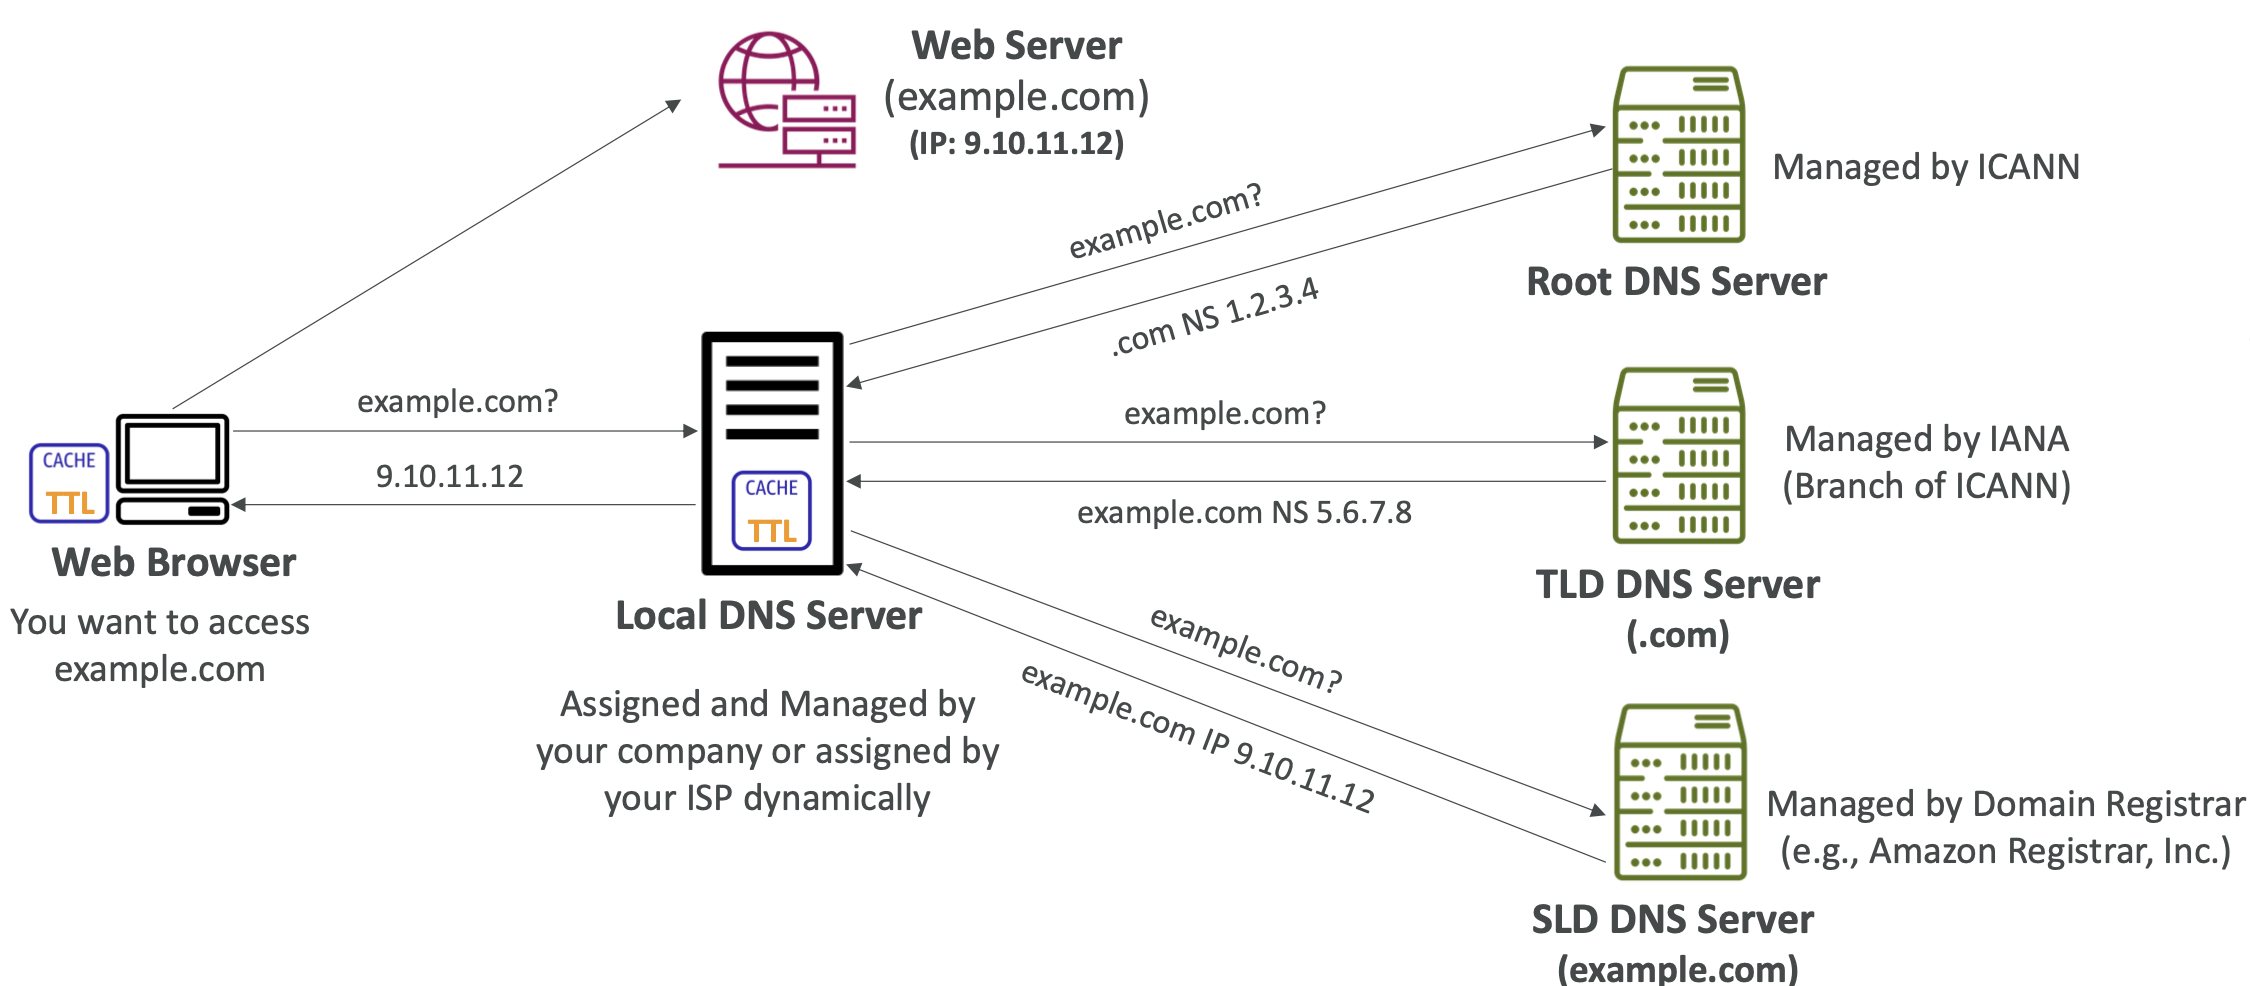 Web Server
(example.com)
(IP: 9.10.11.12)
Managed by ICANN
Root DNS Server
example.com?
.com NS 1.2.3.4
example.com?
9.10.11.12
CACHE
TTL
Web Browser
You want to access
example.com
CACHE
TTL
Local DNS Server
Assigned and Managed by
your company or assigned by
your ISP dynamically
example.com?
example.com NS 5.6.7.8
Managed by IANA
(Branch of ICANN)
TLD DNS Server
(.com)
example.com?
example.com IP 9.10.11.12
Managed by Domain Registrar
(e.g., Amazon Registrar, Inc.)
SLD DNS Server
(example.com)